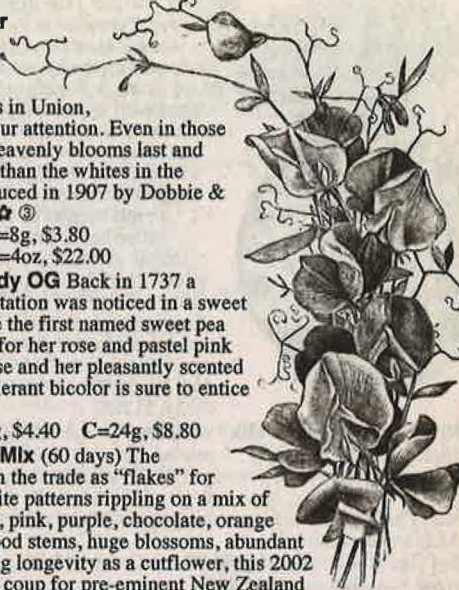 r
s in Union,
ur attention. Even in those
eavenly blooms last and
than the whites in the
uced in 1907 by Dobbie &
✿ ③
=8g, $3.80
=4oz, $22.00
dy OG Back in 1737 a
tation was noticed in a sweet
e the first named sweet pea
for her rose and pastel pink
se and her pleasantly scented
lerant bicolor is sure to entice
g, $4.40 C=24g, $8.80
Mix (60 days) The
n the trade as “flakes” for
ite patterns rippling on a mix of
, pink, purple, chocolate, orange
ood stems, huge blossoms, abundant
ng longevity as a cutflower, this 2002
coup for pre-eminent New Zealand